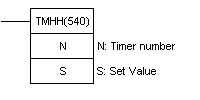 TMHH(540)
N N: Timer number
S S: Set Value